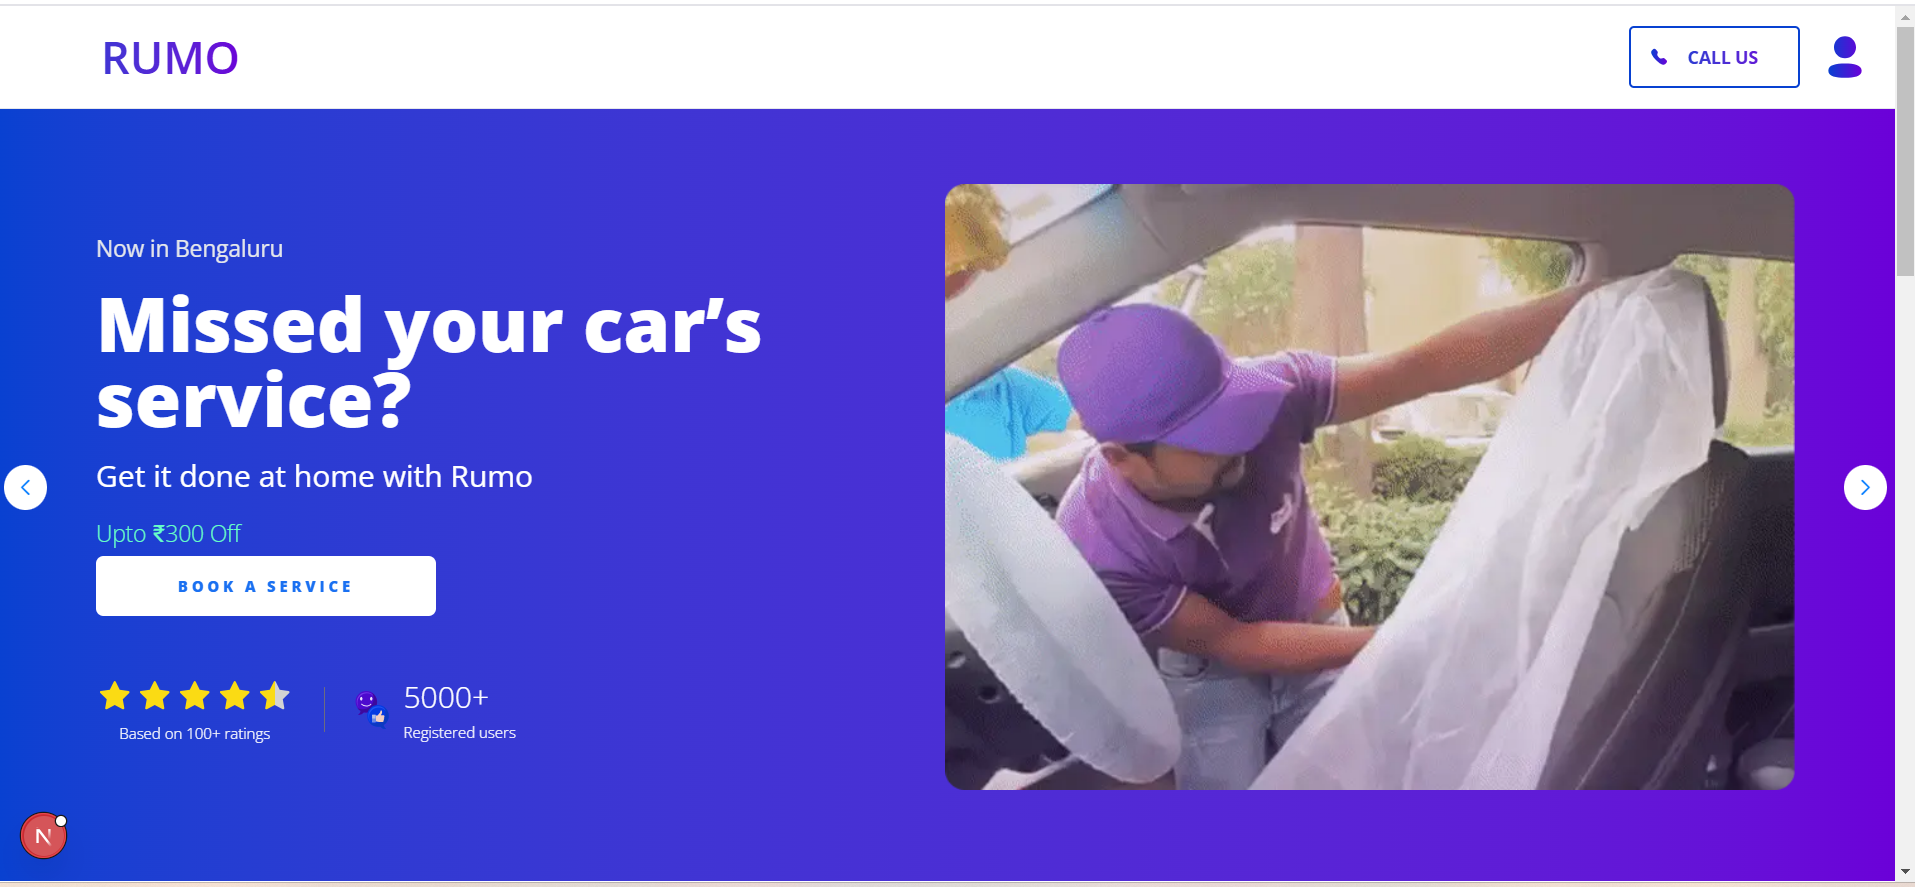 RUMO
CALL US
Now in Bengaluru
Missed your car’s
service?
Get it done at home with Rumo
Upto ₹300 Off
BOOK A SERVICE
5000+
Based on 100+ ratings
Registered users
N